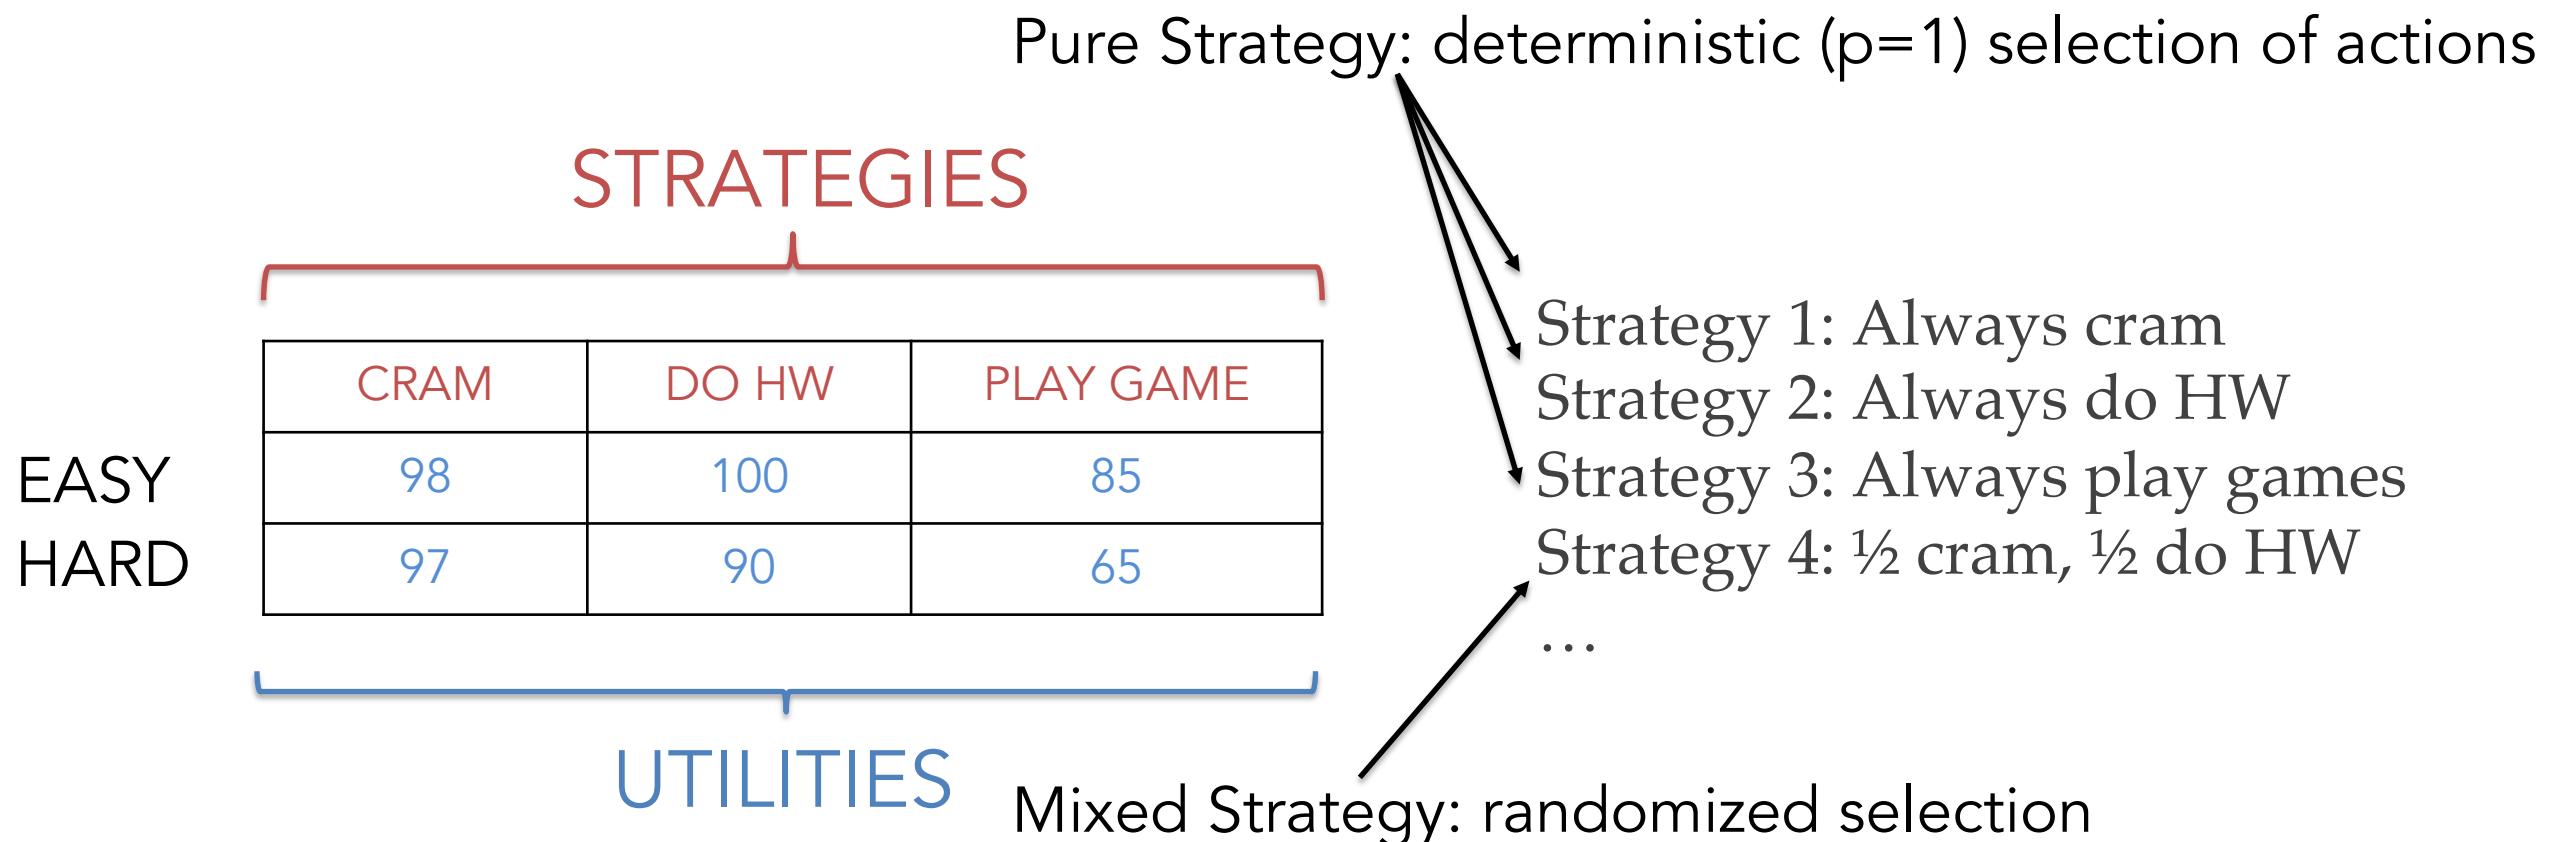 Pure Strategy: deterministic (p=1) selection of actions
STRATEGIES
CRAM DO HW PLAY GAME
EASY 98 100 85
HARD 97 90 65
UTILITIES
Strategy 1: Always cram
Strategy 2: Always do HW
Strategy 3: Always play games
Strategy 4: ½ cram, ½ do HW
…
Mixed Strategy: randomized selection